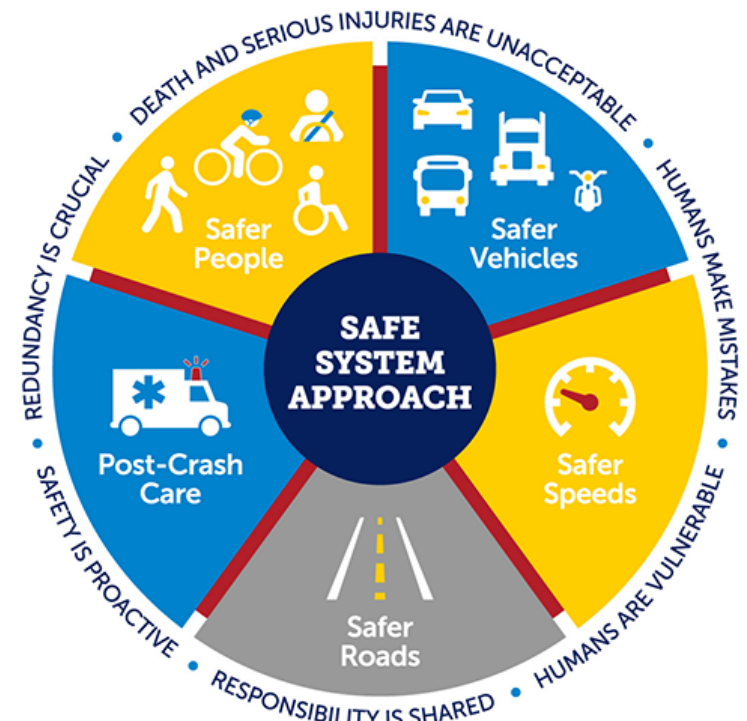 DEATH AND SERIOUS INJURIES ARE UNACCEPTABLE
HUMANS MAKE MISTAKES
HUMANS ARE VULNERABLE
RESPONSIBILITY IS SHARED
SAFETY IS PROACTIVE
REDUNDANCY IS CRUCIAL
Safer
People
Safer
Vehicles
SAFE
SYSTEM
APPROACH
Post-Crash
Care
Safer
Speeds
Safer
Roads